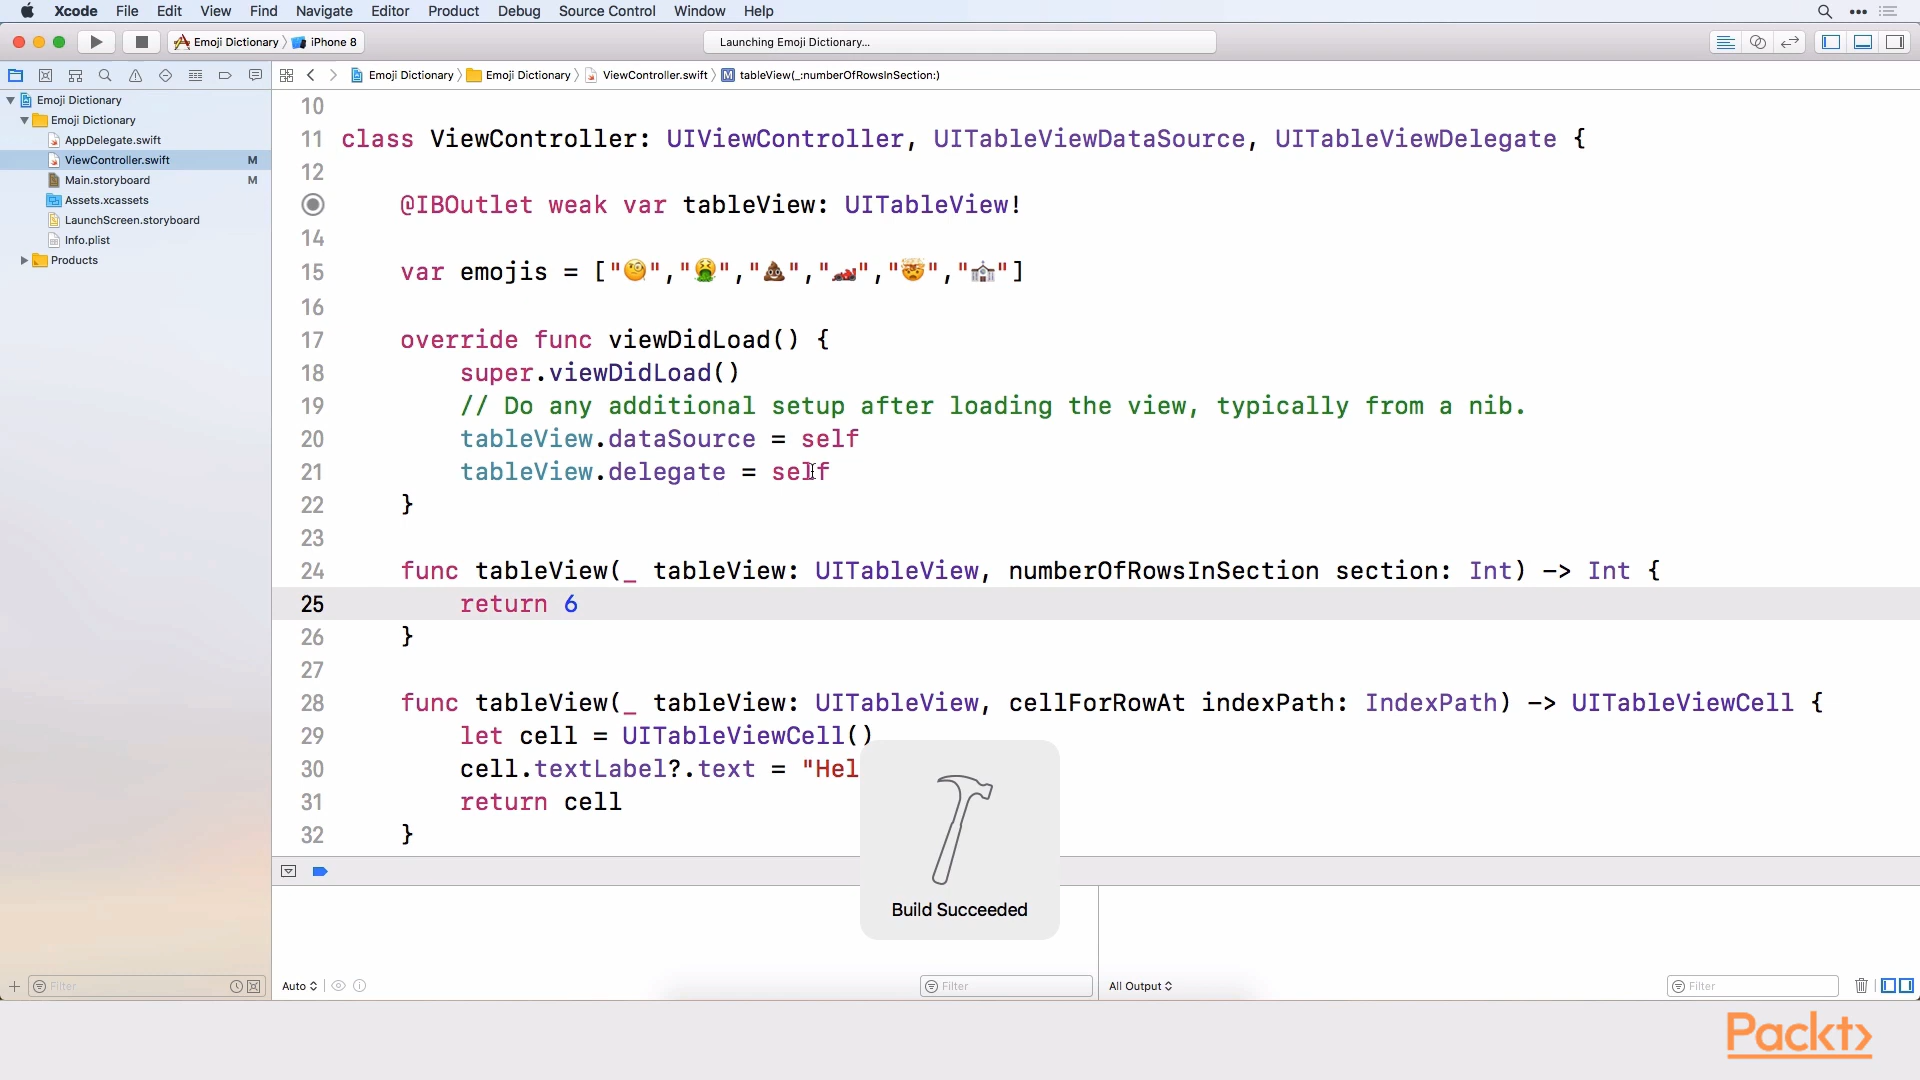 Xcode File Edit View Find Navigate Editor Product Debug Source Control Window Help
Emoji Dictionary iPhone 8
Launching Emoji Dictionary...
Emoji Dictionary Emoji Dictionary ViewController.swift M tableView(_:numberOfRowsInSection:)
Emoji Dictionary
Emoji Dictionary
AppDelegate.swift
ViewController.swift M
Main.storyboard M
Assets.xcassets
LaunchScreen.storyboard
Info.plist
Products
10
11 class ViewController: UIViewController, UITableViewDataSource, UITableViewDelegate {
12
@IBOutlet weak var tableView: UITableView!
14
15 var emojis = ["🧐","🤮","💩","🏎","🤯","🏫"]
16
17 override func viewDidLoad() {
18 super.viewDidLoad()
19 // Do any additional setup after loading the view, typically from a nib.
20 tableView.dataSource = self
21 tableView.delegate = self
22 }
23
24 func tableView(_ tableView: UITableView, numberOfRowsInSection section: Int) -> Int {
25 return 6
26 }
27
28 func tableView(_ tableView: UITableView, cellForRowAt indexPath: IndexPath) -> UITableViewCell {
29 let cell = UITableViewCell()
30 cell.textLabel?.text = "Hel
31 return cell
32 }
Build Succeeded
Filter
Auto
Filter
All Output
Filter
Packt>